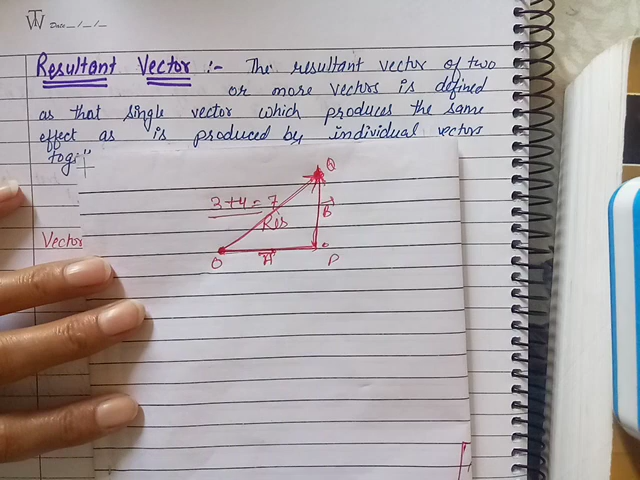 Date_/_/_
Resultant Vector :- The resultant vector of two
or more vectors is defined
as that single vector which produces the same
effect as is produced by individual vectors
Q
3+4=7
B
Res
O A P
Vector